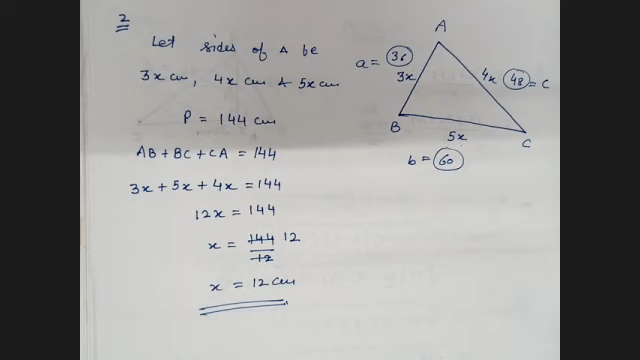 2
Let sides of Δ be
3x cm, 4x cm & 5x cm
P = 144 cm
AB + BC + CA = 144
3x + 5x + 4x = 144
12x = 144
x = 144 12
12
x = 12 cm
A
a = 36
3x
4x 48 = c
B
5x
C
b = 60